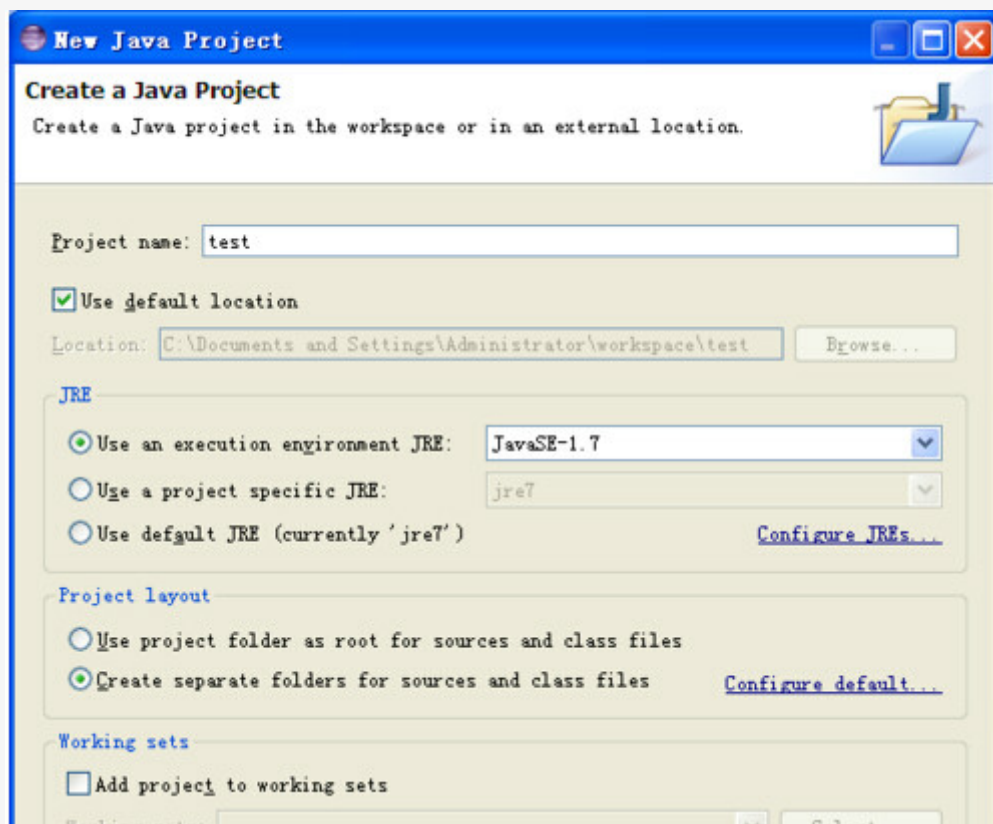 New Java Project
Create a Java Project
Create a Java project in the workspace or in an external location.
Project name: test
Use default location
Location: C:\Documents and Settings\Administrator\workspace\test Browse...
JRE
Use an execution environment JRE: JavaSE-1.7
Use a project specific JRE: jre7
Use default JRE (currently 'jre7') Configure JREs...
Project layout
Use project folder as root for sources and class files
Create separate folders for sources and class files Configure default...
Working sets
Add project to working sets